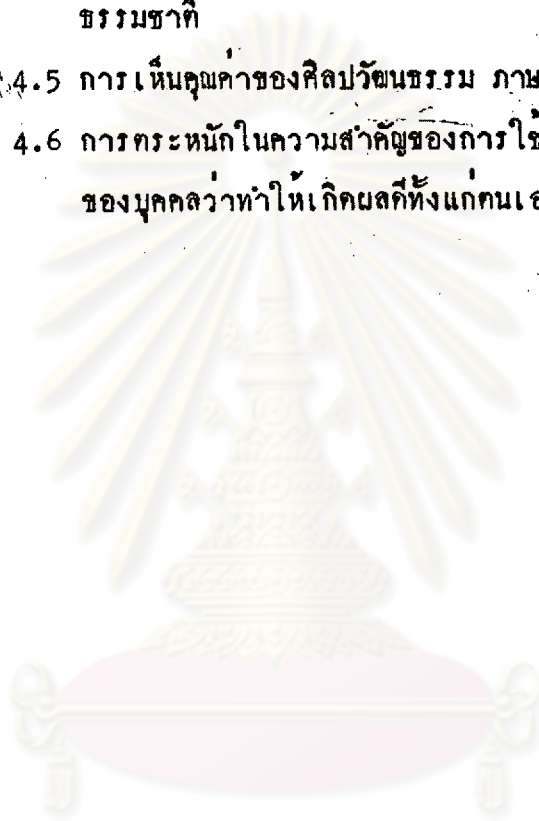 ธรรมชาติ
4.5 การเห็นคุณค่าของศิลปวัฒนธรรม ภาษ
4.6 การตระหนักในความสำคัญของการใช้
ของบุคคลว่าทำให้เกิดผลดีทั้งแก่ตนเอ